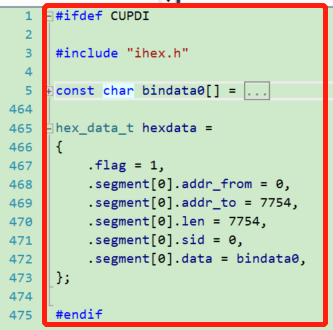 1 #ifdef CUPDI
2
3 #include "ihex.h"
4
5 const char bindata0[] = ...
464
465 hex_data_t hexdata =
466 {
467 .flag = 1,
468 .segment[0].addr_from = 0,
469 .segment[0].addr_to = 7754,
470 .segment[0].len = 7754,
471 .segment[0].sid = 0,
472 .segment[0].data = bindata0,
473 };
474
475 #endif